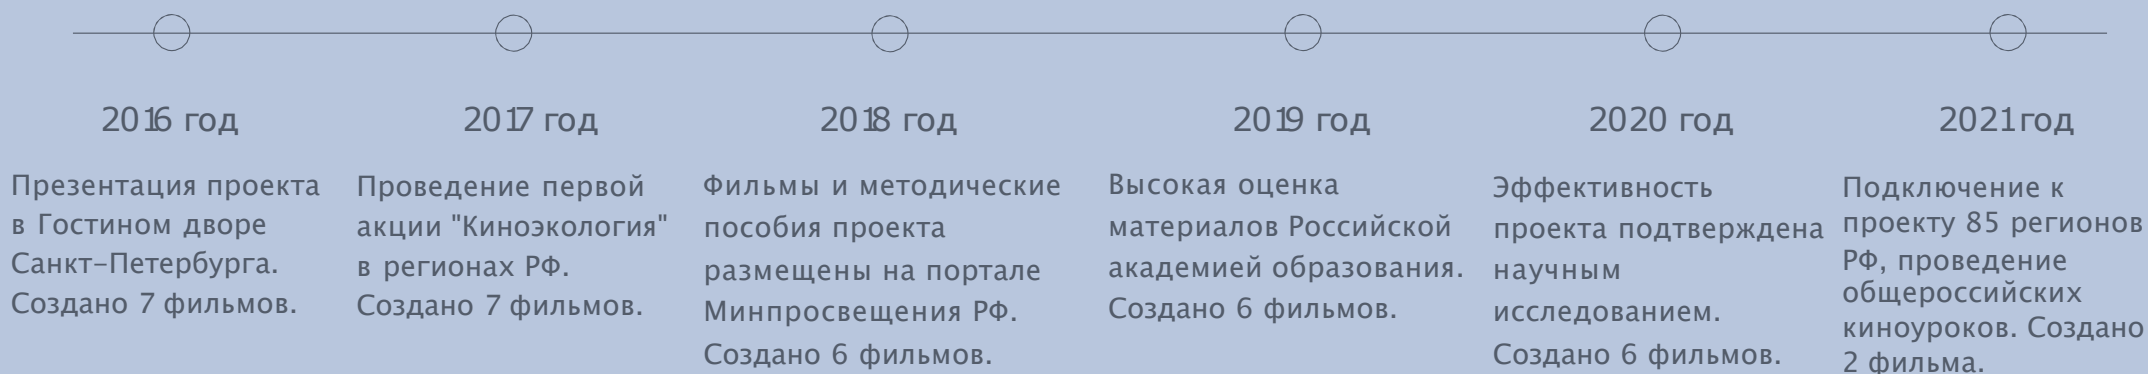 2016 год
Презентация проекта
в Гостином дворе
Санкт-Петербурга.
Создано 7 фильмов.
2017 год
Проведение первой
акции "Киноэкология"
в регионах РФ.
Создано 7 фильмов.
2018 год
Фильмы и методические
пособия проекта
размещены на портале
Минпросвещения РФ.
Создано 6 фильмов.
2019 год
Высокая оценка
материалов Российской
академией образования.
Создано 6 фильмов.
2020 год
Эффективность
проекта подтверждена
научным
исследованием.
Создано 6 фильмов.
2021 год
Подключение к
проекту 85 регионов
РФ, проведение
общероссийских
киноуроков. Создано
2 фильма.